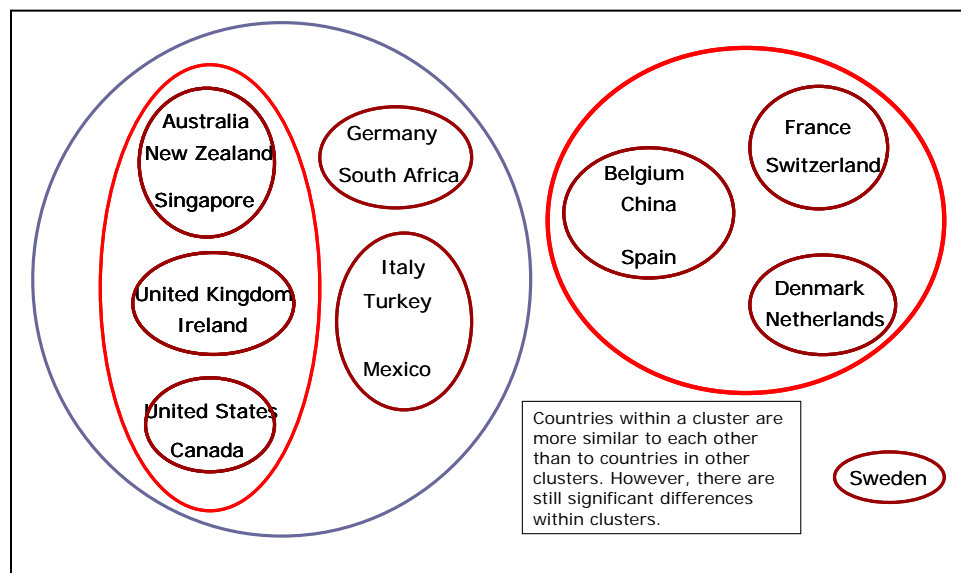 Australia
New Zealand
Singapore
United Kingdom
Ireland
United States
Canada
Germany
South Africa
Italy
Turkey
Mexico
Belgium
China
Spain
France
Switzerland
Denmark
Netherlands
Countries within a cluster are
more similar to each other
than to countries in other
clusters. However, there are
still significant differences
within clusters.
Sweden